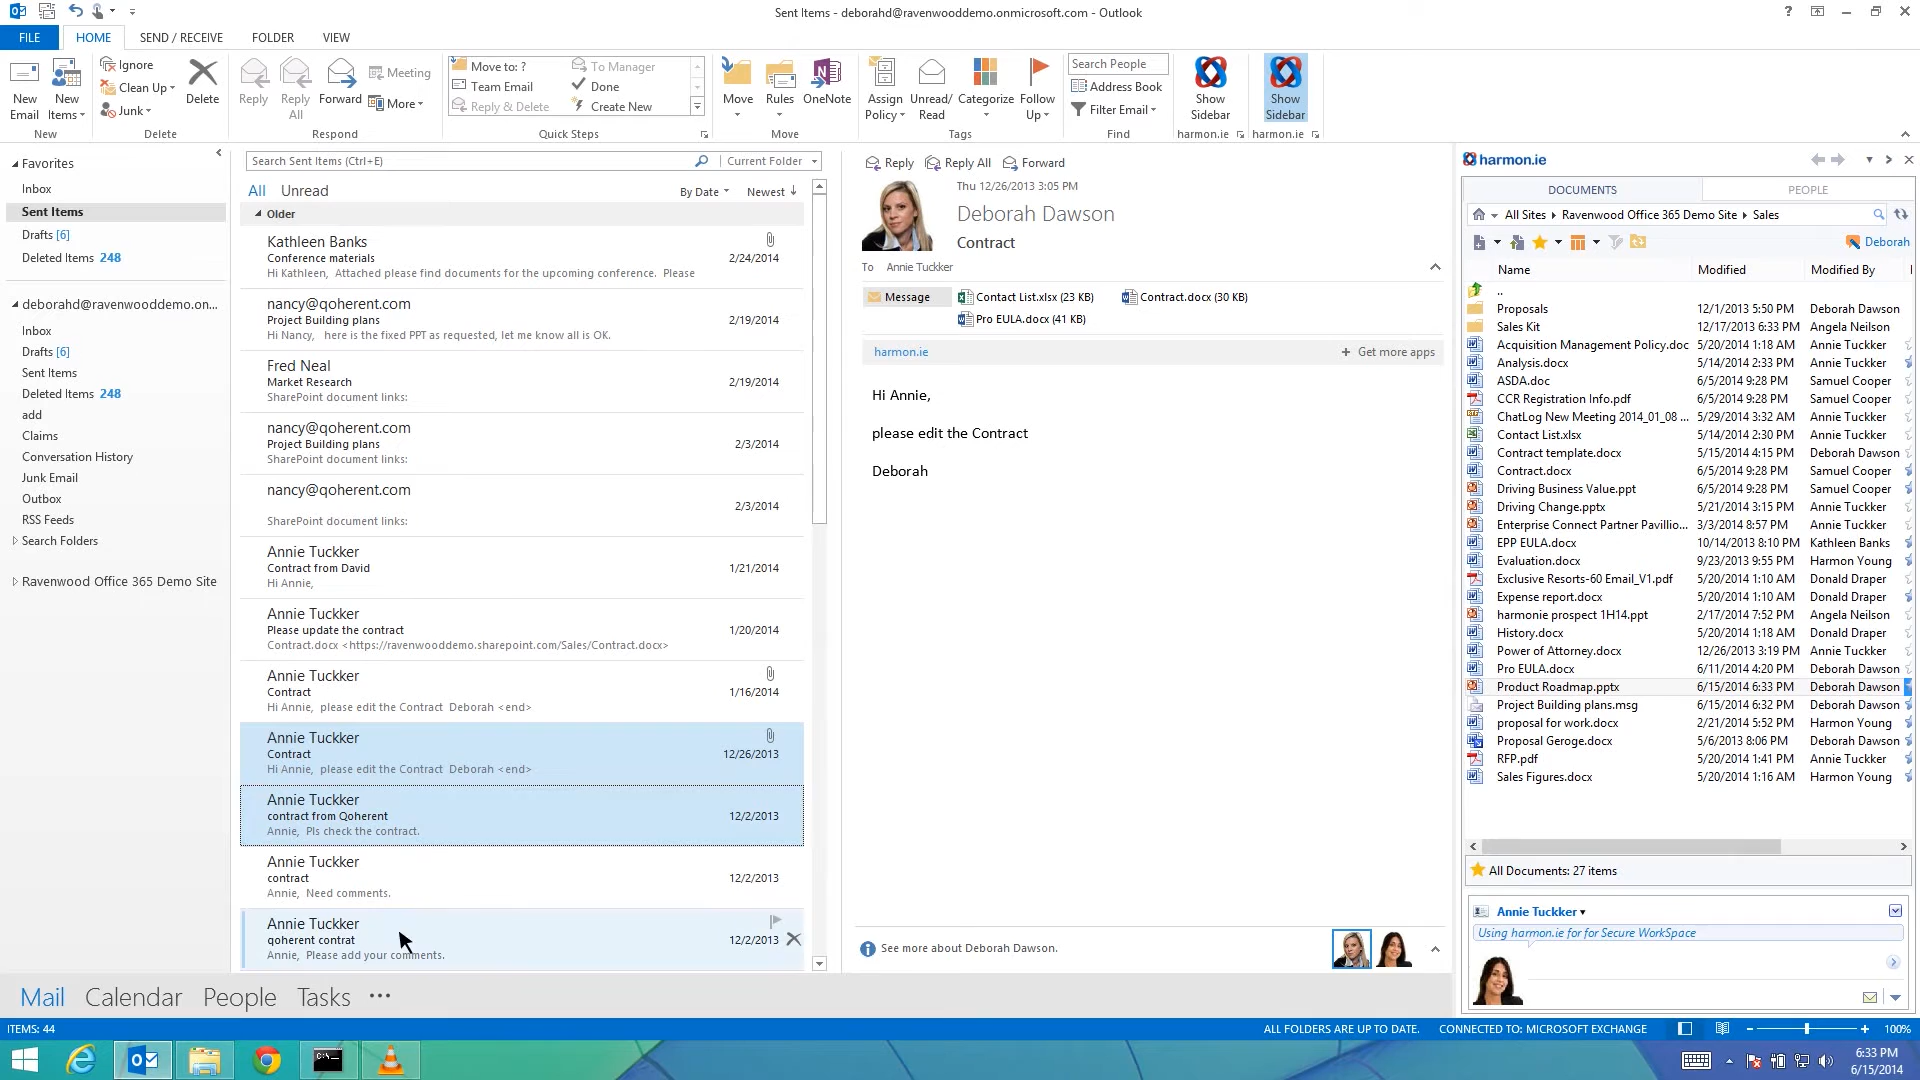 Sent Items - deborahd@ravenwooddemo.onmicrosoft.com - Outlook
FILE
HOME
SEND / RECEIVE
FOLDER
VIEW
New Email
New Items
Ignore
Clean Up
Junk
Delete
Reply
Reply All
Forward
Meeting
More
Move to: ?
Team Email
Reply & Delete
To Manager
Done
Create New
Move
Rules
OneNote
Assign Policy
Unread/ Read
Categorize
Follow Up
Search People
Address Book
Filter Email
Show Sidebar
Show Sidebar
New
Delete
Respond
Quick Steps
Move
Tags
Find
harmon.ie
harmon.ie
Favorites
Inbox
Sent Items
Drafts [6]
Deleted Items 248
deborahd@ravenwooddemo.on...
Inbox
Drafts [6]
Sent Items
Deleted Items 248
add
Claims
Conversation History
Junk Email
Outbox
RSS Feeds
Search Folders
Ravenwood Office 365 Demo Site
Search Sent Items (Ctrl+E)
Current Folder
All Unread
By Date
Newest
Older
Kathleen Banks
Conference materials 2/24/2014
Hi Kathleen, Attached please find documents for the upcoming conference. Please
nancy@qoherent.com
Project Building plans 2/19/2014
Hi Nancy, here is the fixed PPT as requested, let me know all is OK.
Fred Neal
Market Research 2/19/2014
SharePoint document links:
nancy@qoherent.com
Project Building plans 2/3/2014
SharePoint document links:
nancy@qoherent.com
2/3/2014
SharePoint document links:
Annie Tuckker
Contract from David 1/21/2014
Hi Annie,
Annie Tuckker
Please update the contract 1/20/2014
Contract.docx <https://ravenwooddemo.sharepoint.com/Sales/Contract.docx>
Annie Tuckker
Contract 1/16/2014
Hi Annie, please edit the Contract Deborah <end>
Annie Tuckker
Contract 12/26/2013
Hi Annie, please edit the Contract Deborah <end>
Annie Tuckker
contract from Qoherent 12/2/2013
Annie, Pls check the contract.
Annie Tuckker
contract 12/2/2013
Annie, Need comments.
Annie Tuckker
qoherent contrat 12/2/2013
Annie, Please add your comments.
Reply Reply All Forward
Thu 12/26/2013 3:05 PM
Deborah Dawson
Contract
To Annie Tuckker
Message
Contact List.xlsx (23 KB)
Contract.docx (30 KB)
Pro EULA.docx (41 KB)
harmon.ie
+ Get more apps
Hi Annie,
please edit the Contract
Deborah
See more about Deborah Dawson.
harmon.ie
DOCUMENTS
PEOPLE
All Sites Ravenwood Office 365 Demo Site Sales
Deborah
Name Modified Modified By
..
Proposals 12/1/2013 5:50 PM Deborah Dawson
Sales Kit 12/17/2013 6:33 PM Angela Neilson
Acquisition Management Policy.doc 5/20/2014 1:18 AM Annie Tuckker
Analysis.docx 5/14/2014 2:33 PM Annie Tuckker
ASDA.doc 6/5/2014 9:28 PM Samuel Cooper
CCR Registration Info.pdf 6/5/2014 9:28 PM Samuel Cooper
ChatLog New Meeting 2014_01_08 ... 5/29/2014 3:32 AM Annie Tuckker
Contact List.xlsx 5/14/2014 2:30 PM Annie Tuckker
Contract template.docx 5/15/2014 4:15 PM Deborah Dawson
Contract.docx 6/5/2014 9:28 PM Samuel Cooper
Driving Business Value.ppt 6/5/2014 9:28 PM Samuel Cooper
Driving Change.pptx 5/21/2014 3:15 PM Annie Tuckker
Enterprise Connect Partner Pavillio... 3/3/2014 8:57 PM Annie Tuckker
EPP EULA.docx 10/14/2013 8:10 PM Kathleen Banks
Evaluation.docx 9/23/2013 9:55 PM Harmon Young
Exclusive Resorts-60 Email_V1.pdf 5/20/2014 1:10 AM Donald Draper
Expense report.docx 5/20/2014 1:10 AM Donald Draper
harmonie prospect 1H14.ppt 2/17/2014 7:52 PM Angela Neilson
History.docx 5/20/2014 1:18 AM Donald Draper
Power of Attorney.docx 12/26/2013 3:19 PM Annie Tuckker
Pro EULA.docx 6/11/2014 4:20 PM Deborah Dawson
Product Roadmap.pptx 6/15/2014 6:33 PM Deborah Dawson
Project Building plans.msg 6/15/2014 6:32 PM Deborah Dawson
proposal for work.docx 2/21/2014 5:52 PM Harmon Young
Proposal Geroge.docx 5/6/2013 8:06 PM Deborah Dawson
RFP.pdf 5/20/2014 1:41 PM Annie Tuckker
Sales Figures.docx 5/20/2014 1:16 AM Harmon Young
All Documents: 27 items
Annie Tuckker
Using harmon.ie for for Secure WorkSpace
Mail Calendar People Tasks ...
ITEMS: 44
ALL FOLDERS ARE UP TO DATE.
CONNECTED TO: MICROSOFT EXCHANGE
100%
6:33 PM
6/15/2014